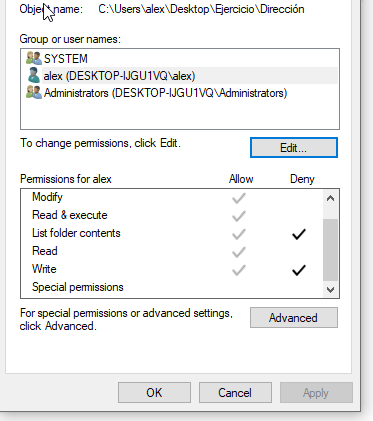 Object name: C:\Users\alex\Desktop\Ejercicio\Dirección
Group or user names:
SYSTEM
alex (DESKTOP-IJGU1VQ\alex)
Administrators (DESKTOP-IJGU1VQ\Administrators)
To change permissions, click Edit.
Edit...
Permissions for alex Allow Deny
Modify
Read & execute
List folder contents
Read
Write
Special permissions
For special permissions or advanced settings,
click Advanced.
Advanced
OK Cancel Apply